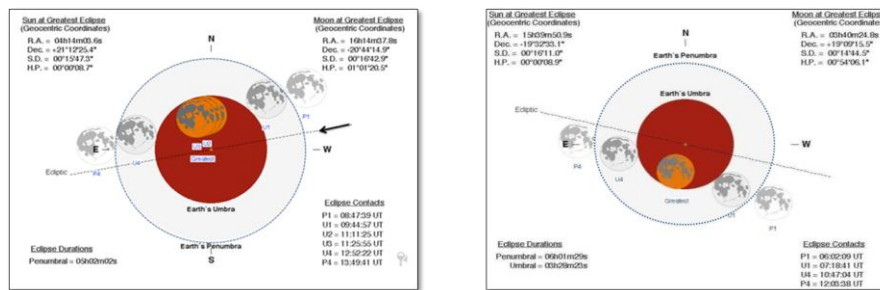 Sun at Greatest Eclipse
(Geocentric Coordinates)
R.A. = 04h14m05.6s
Dec. = +21°12'25.4"
S.D. = 00°15'47.3"
H.P. = 00°00'08.7"
N
Moon at Greatest Eclipse
(Geocentric Coordinates)
R.A. = 16h14m37.8s
Dec. = -20°44'14.9"
S.D. = 00°16'42.9"
H.P. = 01°01'20.5"
P1
U1
U3 U2
Greatest
E
U4
P4
W
Ecliptic
Earth's Umbra
Earth's Penumbra
S
Eclipse Durations
Penumbral = 05h02m02s
Eclipse Contacts
P1 = 08:47:39 UT
U1 = 09:44:57 UT
U2 = 11:11:25 UT
U3 = 11:25:55 UT
U4 = 12:52:22 UT
P4 = 13:49:41 UT
Sun at Greatest Eclipse
(Geocentric Coordinates)
R.A. = 15h39m50.9s
Dec. = +19°32'33.1"
S.D. = 00°16'11.0"
H.P. = 00°00'08.9"
N
Moon at Greatest Eclipse
(Geocentric Coordinates)
R.A. = 03h40m24.8s
Dec. = +19°09'15.5"
S.D. = 00°14'44.5"
H.P. = 00°54'06.1"
Earth's Penumbra
Earth's Umbra
Ecliptic
E
P4
U4
W
Greatest
U1
P1
Eclipse Durations
Penumbral = 06h01m29s
Umbral = 03h28m23s
Eclipse Contacts
P1 = 06:02:09 UT
U1 = 07:18:41 UT
U4 = 10:47:04 UT
P4 = 12:03:38 UT